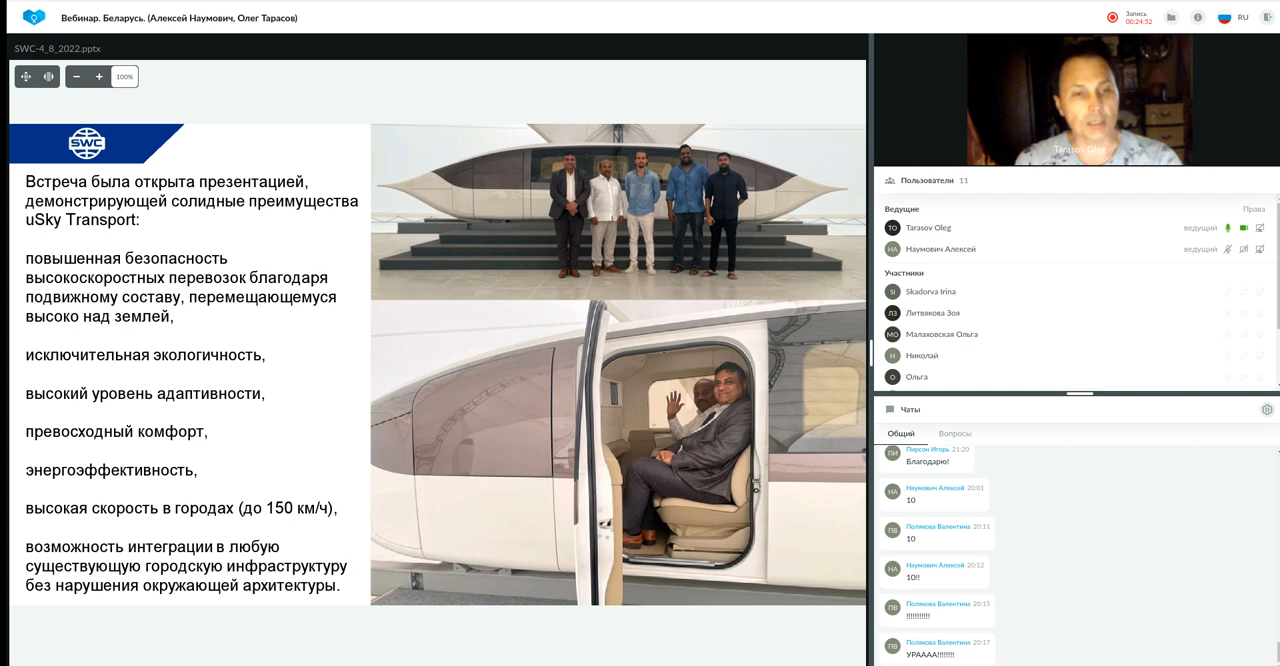 Вебинар. Беларусь. (Алексей Наумович, Олег Тарасов)
Запись
00:24:52
RU
SWC-4_8_2022.pptx
100%
SWC
Встреча была открыта презентацией,
демонстрирующей солидные преимущества
uSky Transport:
повышенная безопасность
высокоскоростных перевозок благодаря
подвижному составу, перемещающемуся
высоко над землей,
исключительная экологичность,
высокий уровень адаптивности,
превосходный комфорт,
энергоэффективность,
высокая скорость в городах (до 150 км/ч),
возможность интеграции в любую
существующую городскую инфраструктуру
без нарушения окружающей архитектуры.
Tarasov Oleg
Пользователи 11
Ведущие Права
TO Tarasov Oleg ведущий
НА Наумович Алексей ведущий
Участники
SI Skadorva Irina
ЛЗ Литвякова Зоя
МО Малаховская Ольга
Н Николай
О Ольга
Чаты
Общий Вопросы
ПИ Пирсон Игорь 21:20
Благодарю!
НА Наумович Алексей 20:01
10
ПВ Полякова Валентина 20:11
10
НА Наумович Алексей 20:12
10!!
ПВ Полякова Валентина 20:15
!!!!!!!!!!!
ПВ Полякова Валентина 20:17
УРАААА!!!!!!!!